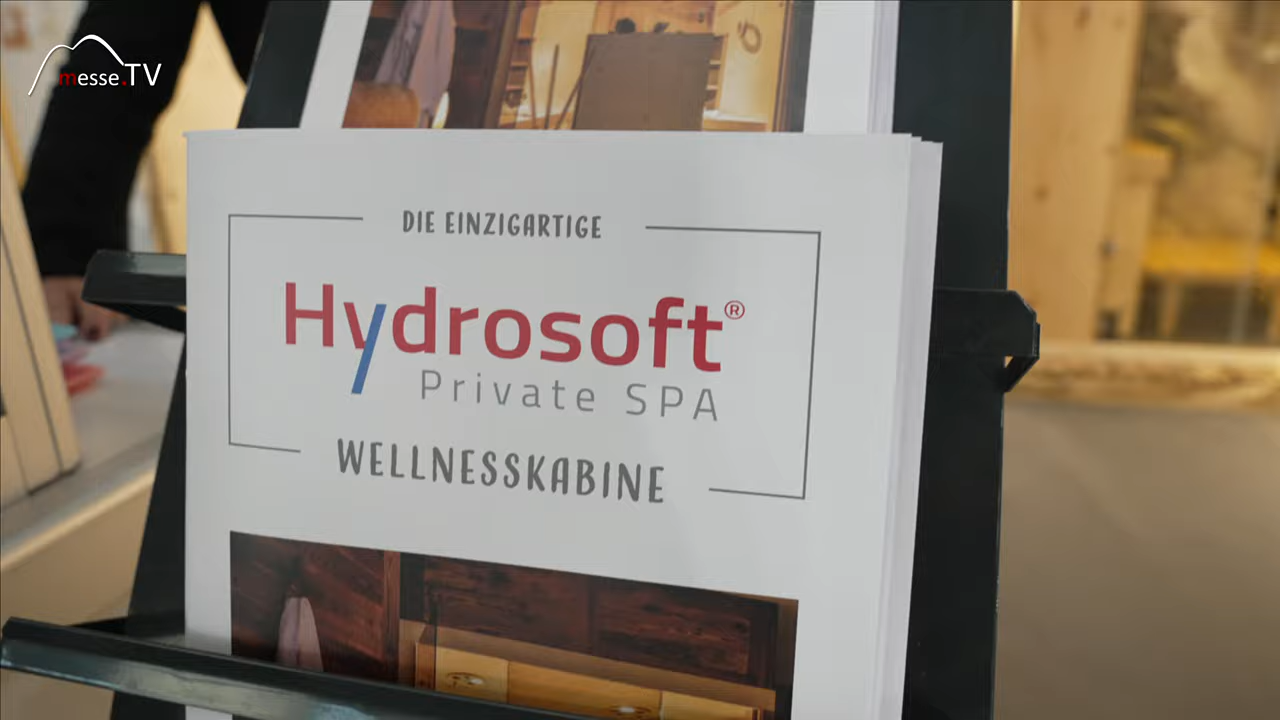 messe.TV
DIE EINZIGARTIGE
Hydrosoft®
Private SPA
WELLNESSKABINE